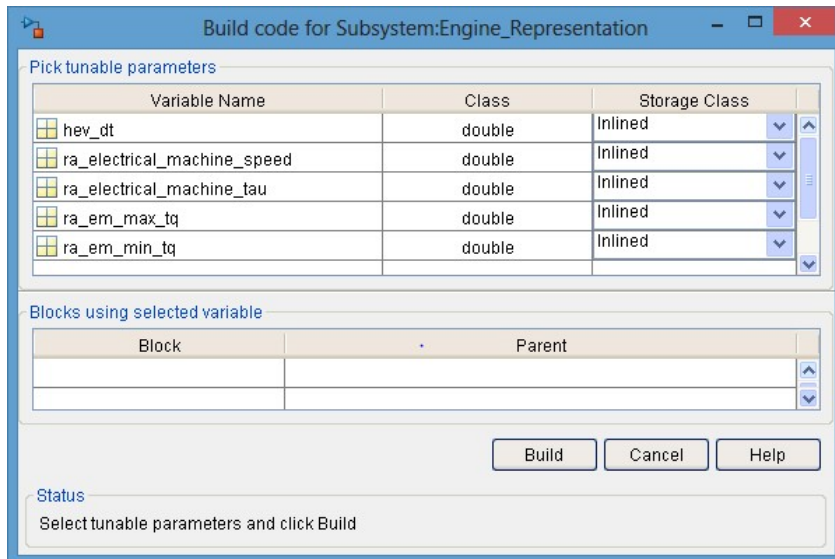 Build code for Subsystem:Engine_Representation
Pick tunable parameters
Variable Name Class Storage Class
hev_dt double Inlined
ra_electrical_machine_speed double Inlined
ra_electrical_machine_tau double Inlined
ra_em_max_tq double Inlined
ra_em_min_tq double Inlined
Blocks using selected variable
Block Parent
Build Cancel Help
Status
Select tunable parameters and click Build